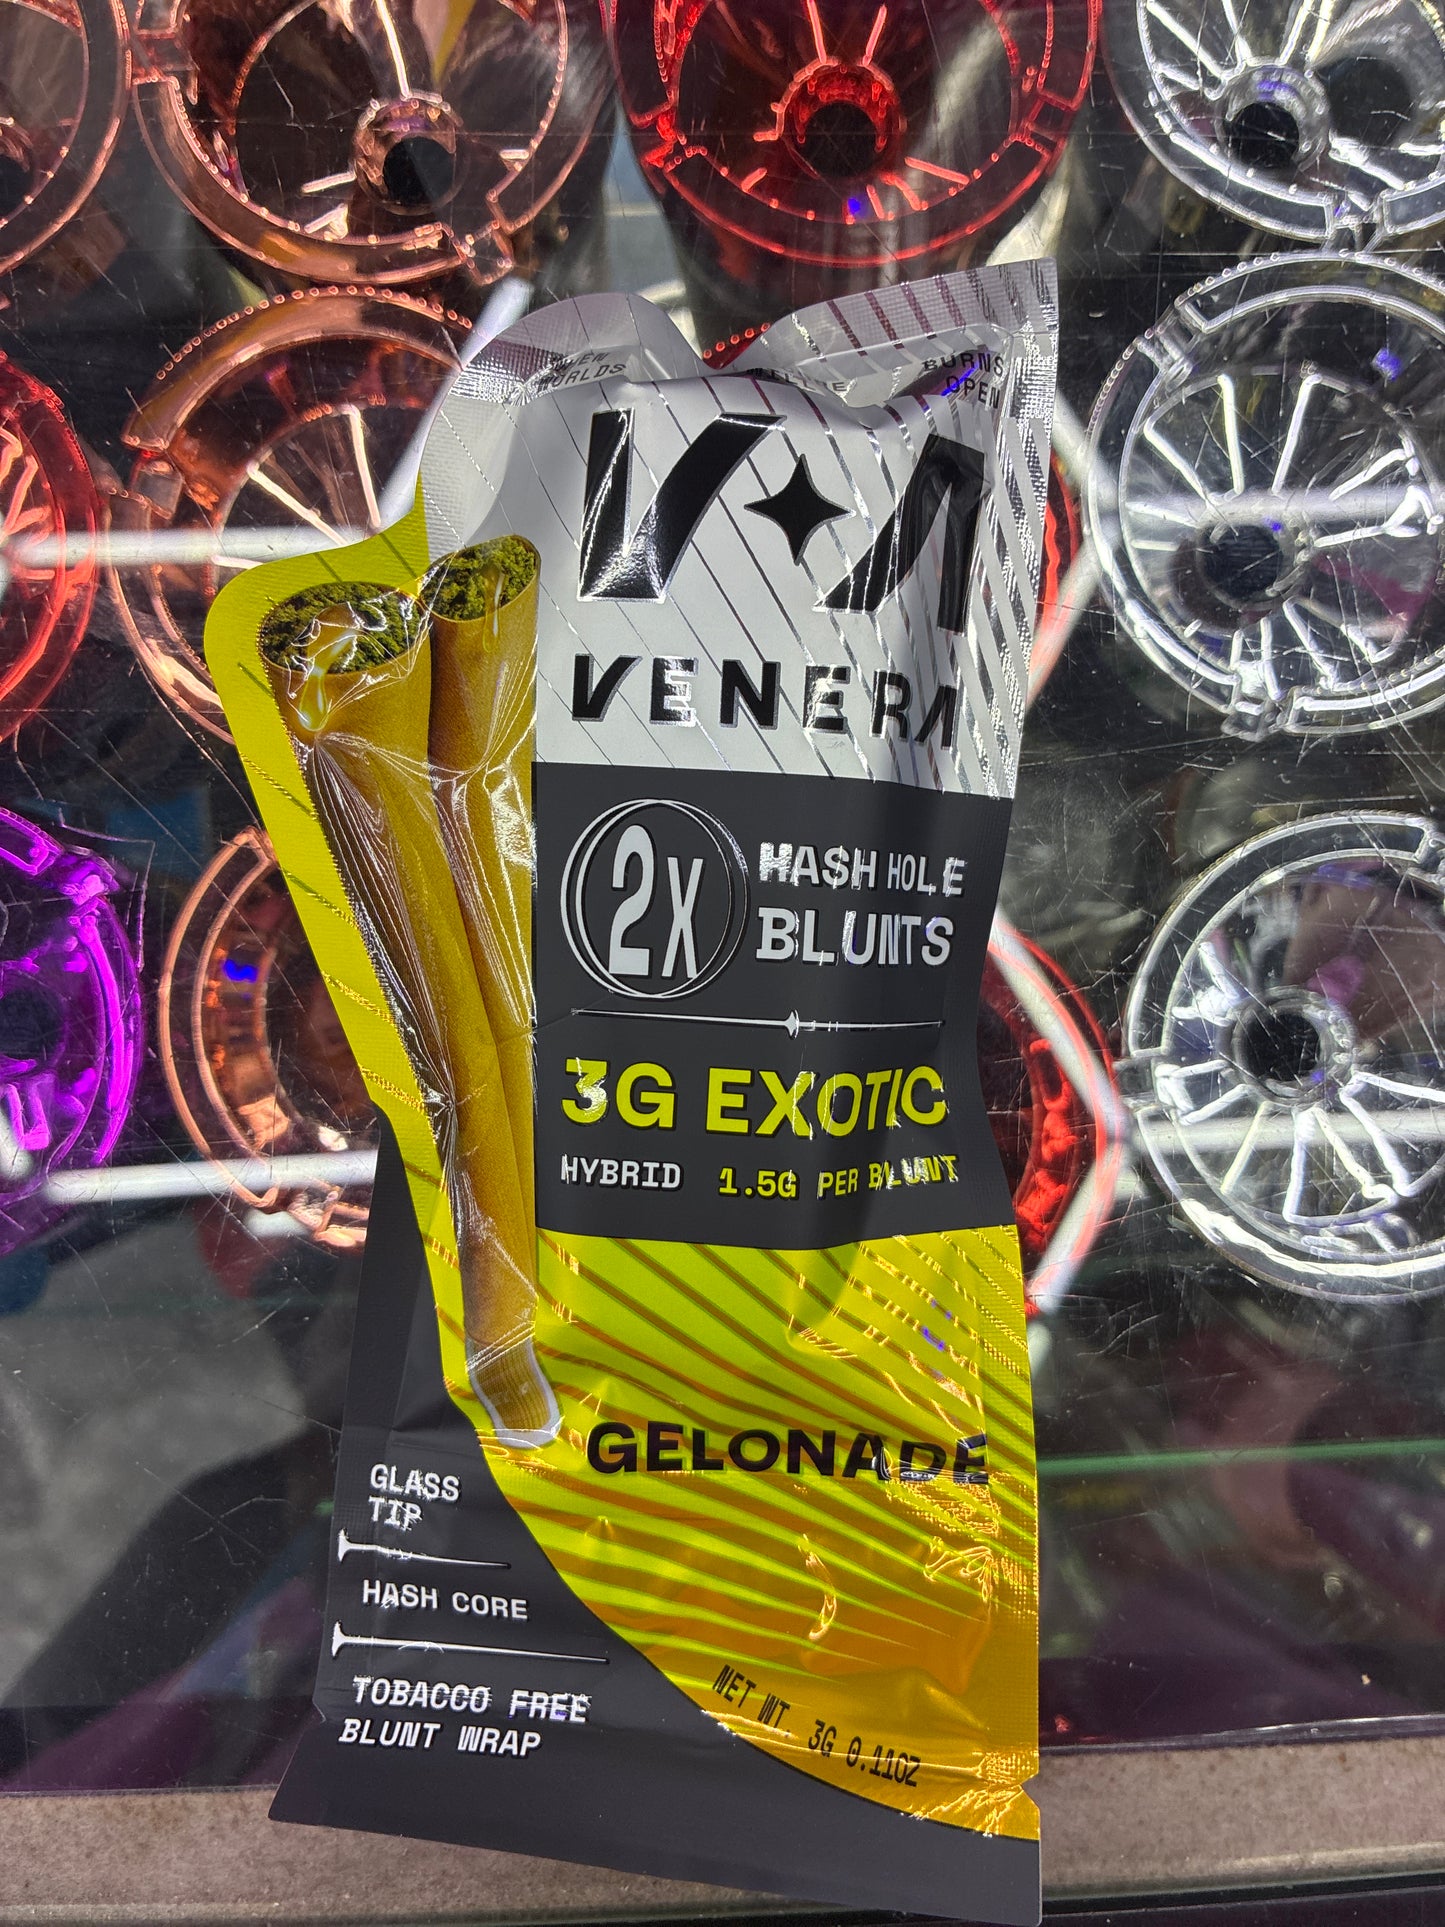 WHEN
WORLDS
BURNS
OPEN
V✦A
VENERA
2X
HASH HOLE
BLUNTS
3G EXOTIC
HYBRID 1.5G PER BLUNT
GELONADE
GLASS
TIP
HASH CORE
TOBACCO FREE
BLUNT WRAP
NET WT. 3G 0.11OZ